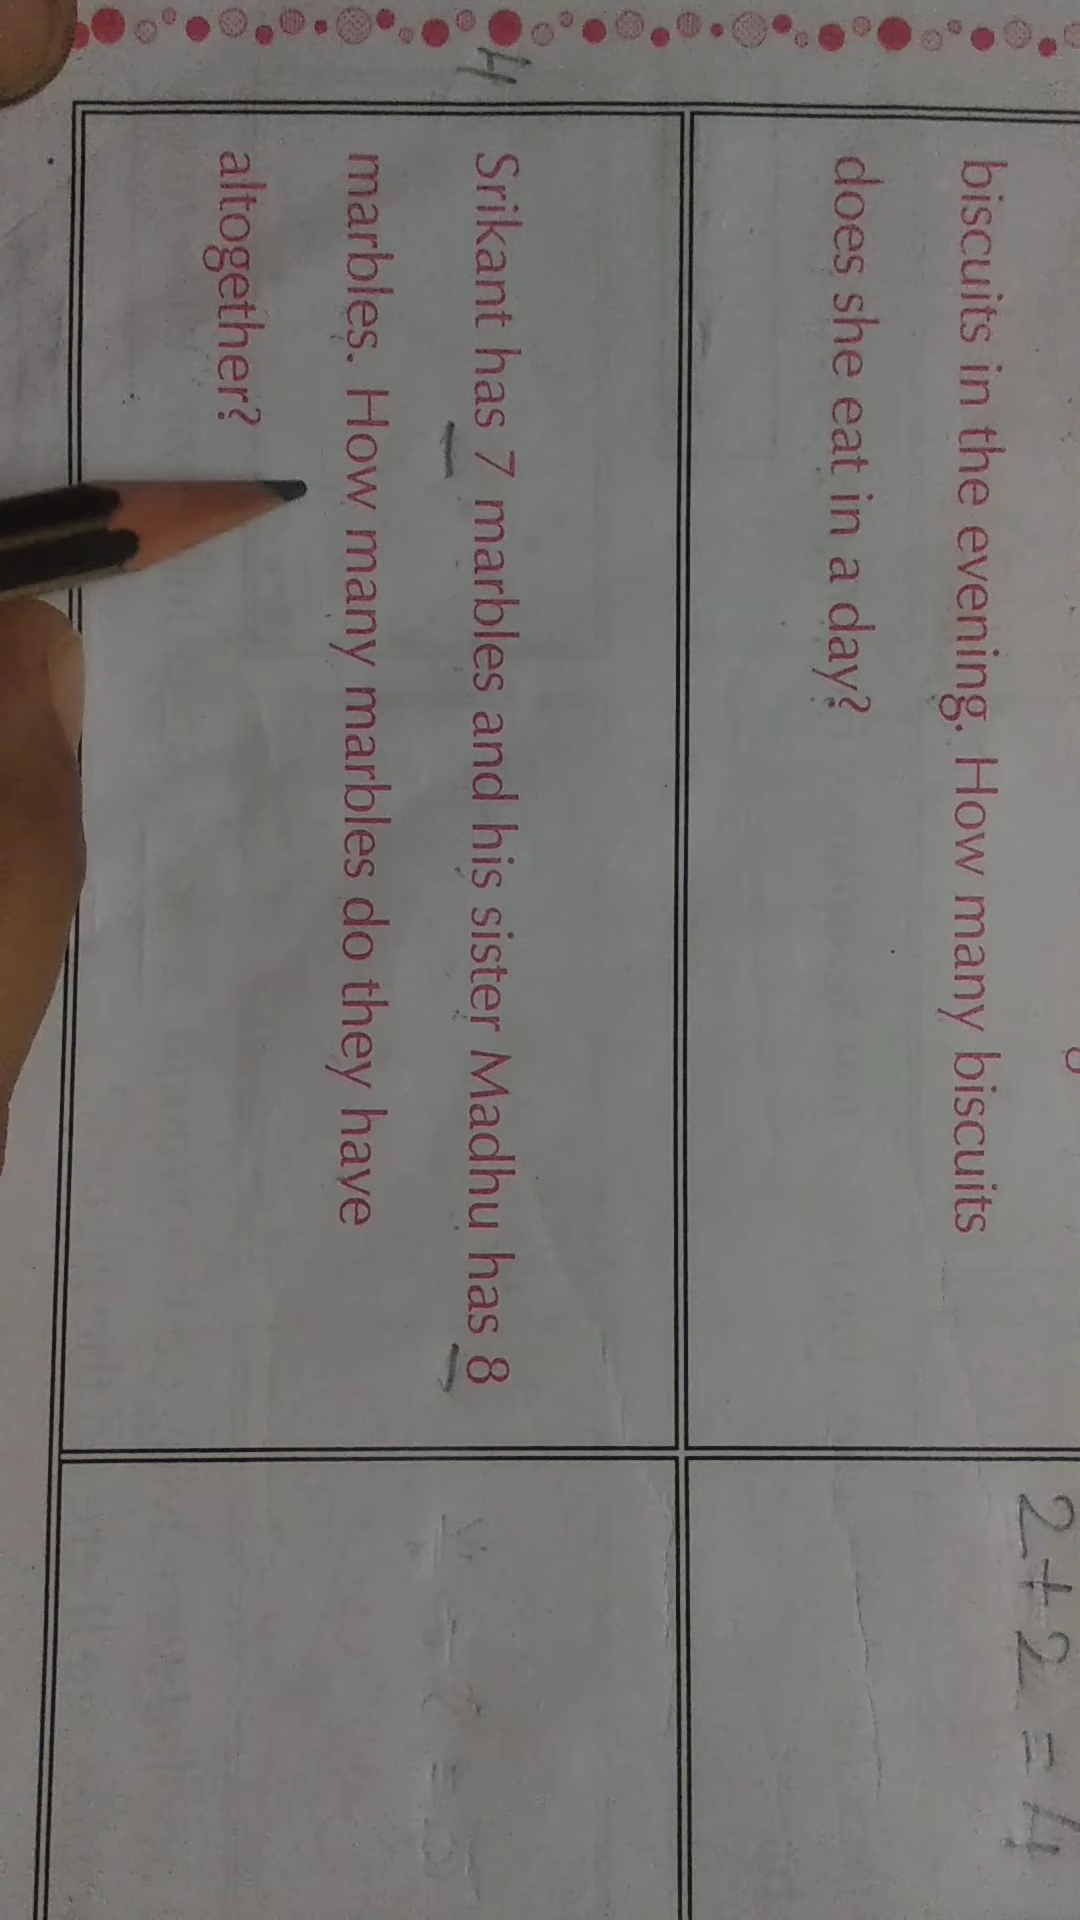 biscuits in the evening. How many biscuits
does she eat in a day?
2+2=4
4
Srikant has 7 marbles and his sister Madhu has 8
marbles. How many marbles do they have
altogether?